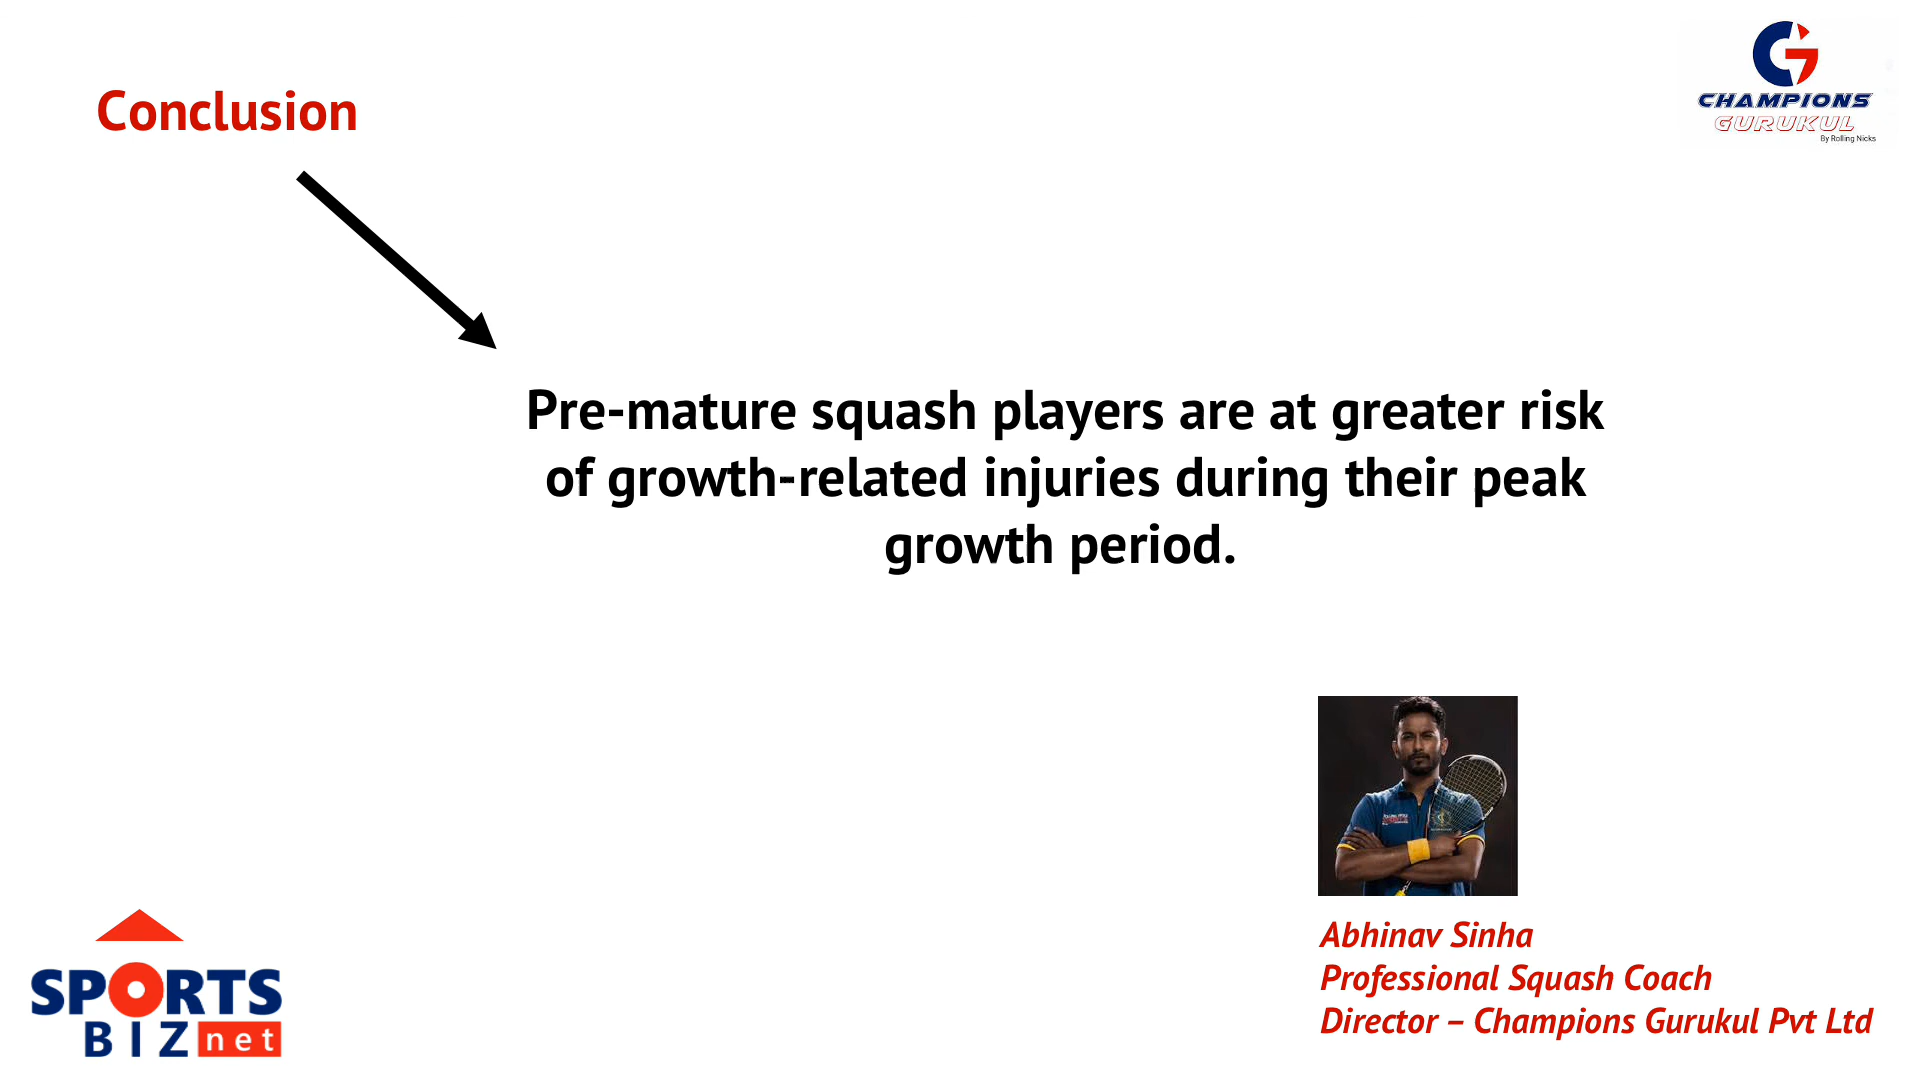 Conclusion
CHAMPIONS
GURUKUL
By Rolling Nicks
Pre-mature squash players are at greater risk
of growth-related injuries during their peak
growth period.
Abhinav Sinha
Professional Squash Coach
Director – Champions Gurukul Pvt Ltd
SPORTS
BIZ net